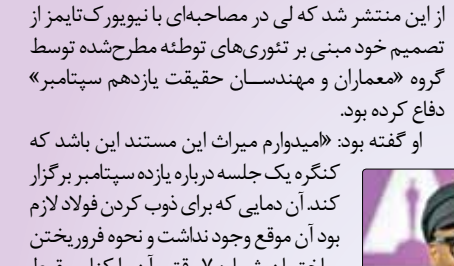 از این منتشر شد که لی در مصاحبه‌ای با نیویورک‌تایمز از
تصمیم خود مبنی بر تئوری‌های توطئه مطرح‌شده توسط
گروه «معماران و مهندسان حقیقت یازدهم سپتامبر»
دفاع کرده بود.
او گفته بود: «امیدوارم میراث این مستند این باشد که
کنگره یک جلسه درباره یازده سپتامبر برگزار
کند. آن دمایی که برای ذوب کردن فولاد لازم
بود آن موقع وجود نداشت و نحوه فروریختن